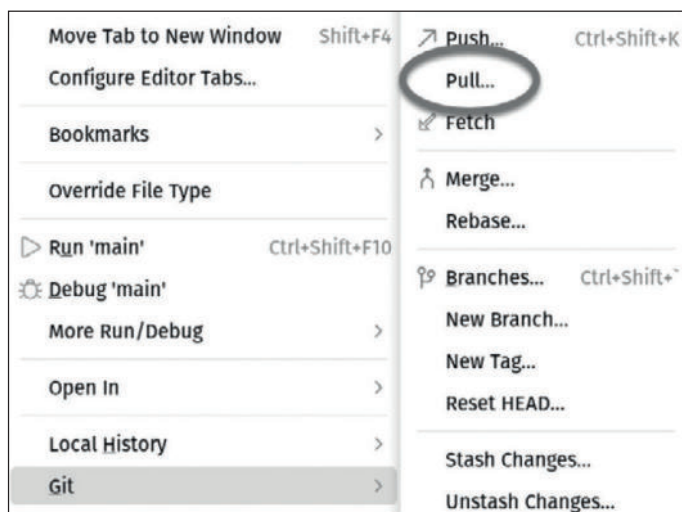 Move Tab to New Window Shift+F4
Configure Editor Tabs...
Bookmarks
Override File Type
Run 'main' Ctrl+Shift+F10
Debug 'main'
More Run/Debug
Open In
Local History
Git
Push... Ctrl+Shift+K
Pull...
Fetch
Merge...
Rebase...
Branches... Ctrl+Shift+`
New Branch...
New Tag...
Reset HEAD...
Stash Changes...
Unstash Changes...